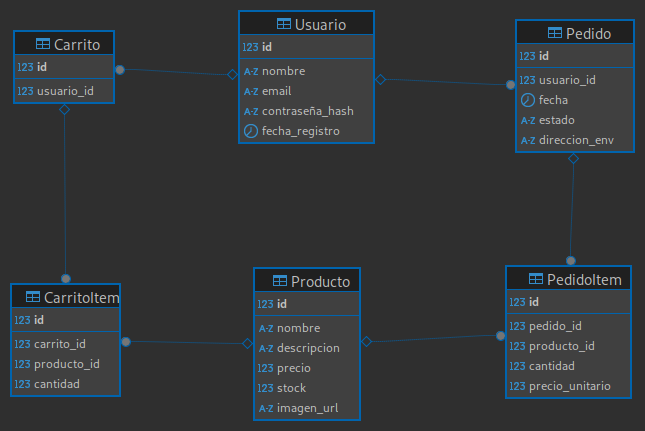 Carrito
123 id
123 usuario_id
Usuario
123 id
A-Z nombre
A-Z email
A-Z contraseña_hash
fecha_registro
Pedido
123 id
123 usuario_id
fecha
A-Z estado
A-Z direccion_env
CarritoItem
123 id
123 carrito_id
123 producto_id
123 cantidad
Producto
123 id
A-Z nombre
A-Z descripcion
123 precio
123 stock
A-Z imagen_url
PedidoItem
123 id
123 pedido_id
123 producto_id
123 cantidad
123 precio_unitario